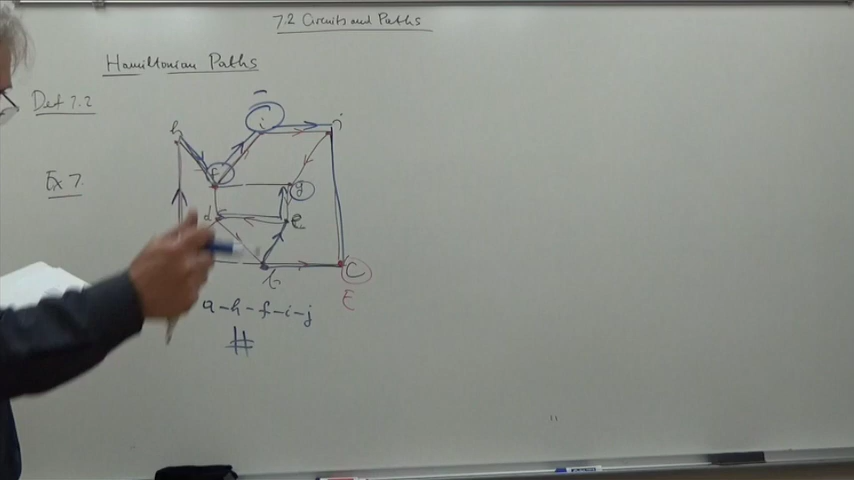 7.2 Circuits and Paths
Hamiltonian Paths
Def 7.2
Ex 7.
h
i
j
f
g
d
e
b
C
E
a-h-f-i-j
#